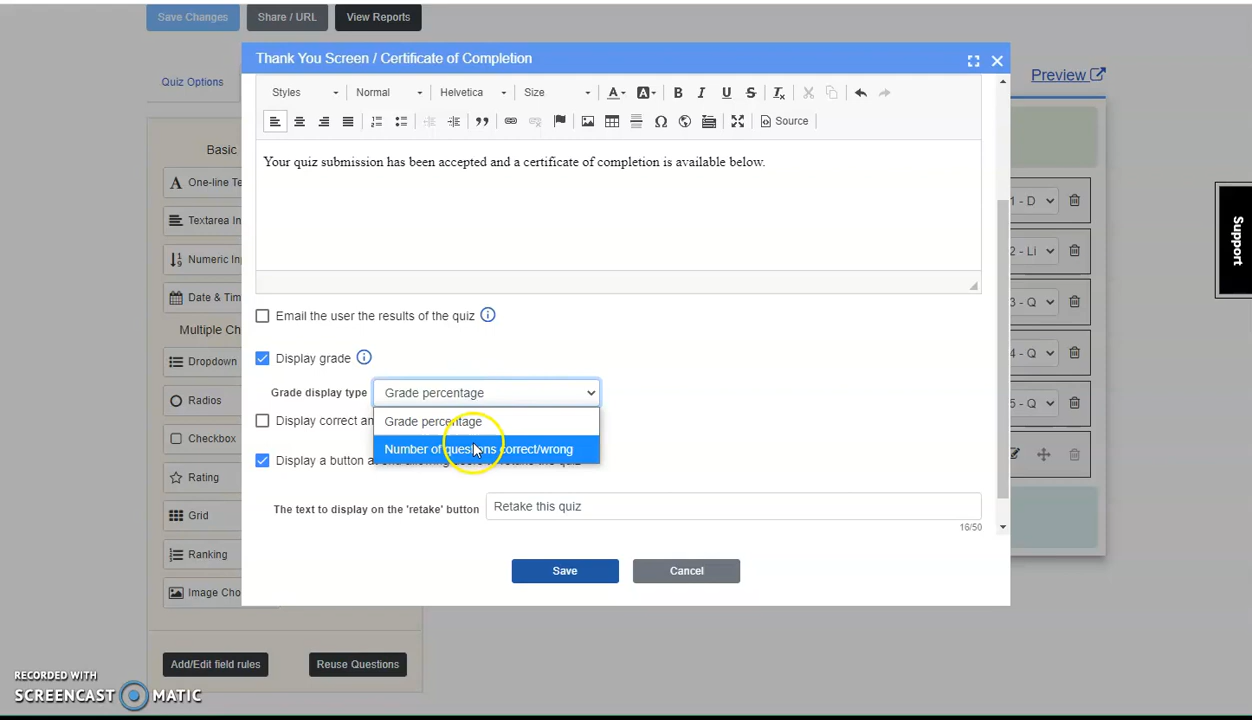 Save Changes
Share / URL
View Reports
Thank You Screen / Certificate of Completion
Quiz Options
Preview
Styles
Normal
Helvetica
Size
Source
Your quiz submission has been accepted and a certificate of completion is available below.
Basic
One-line Te
Textarea In
Numeric In
Date & Tim
Multiple Ch
Dropdown
Radios
Checkbox
Rating
Grid
Ranking
Image Cho
Add/Edit field rules
Reuse Questions
Email the user the results of the quiz
Display grade
Grade display type
Grade percentage
Grade percentage
Number of questions correct/wrong
Display correct an
Display a button a
The text to display on the 'retake' button
Retake this quiz
16/50
Save
Cancel
1 - D
2 - Li
3 - Q
4 - Q
5 - Q
Support
RECORDED WITH
SCREENCAST MATIC